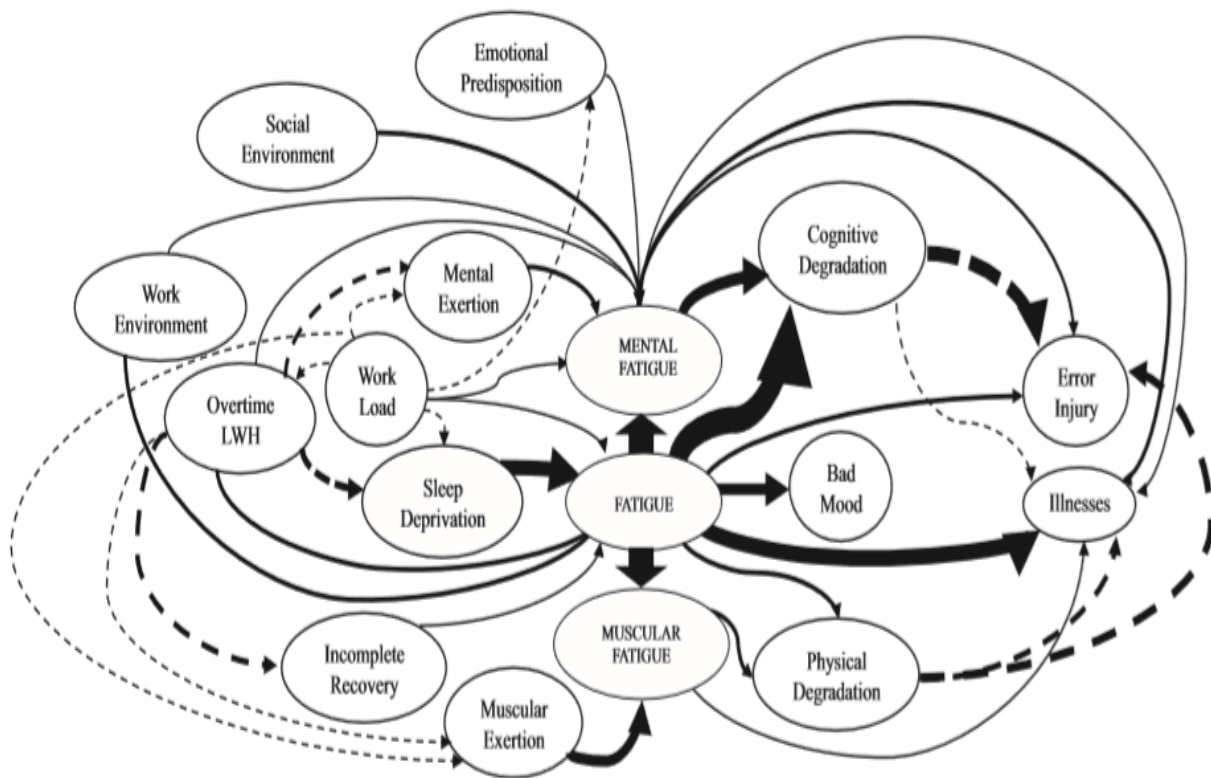 Emotional
Predisposition
Social
Environment
Cognitive
Degradation
Mental
Exertion
Work
Environment
MENTAL
FATIGUE
Work
Load
Error
Injury
Overtime
LWH
Sleep
Deprivation
FATIGUE
Bad
Mood
Illnesses
Incomplete
Recovery
MUSCULAR
FATIGUE
Physical
Degradation
Muscular
Exertion